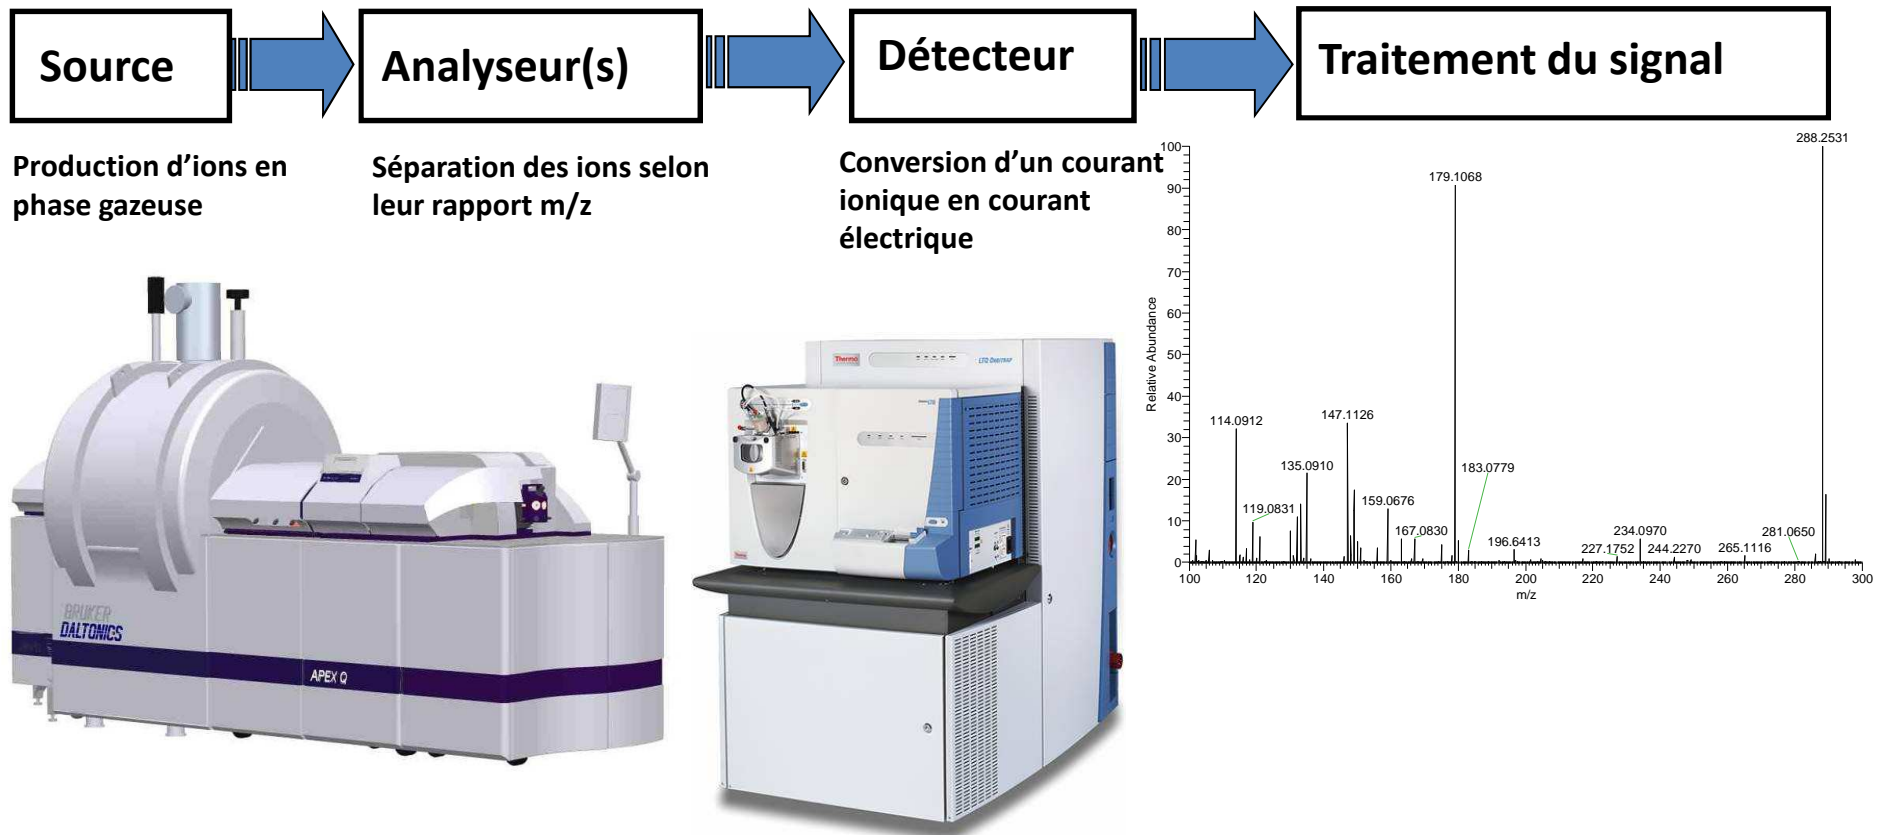 Source
Analyseur(s)
Détecteur
Traitement du signal
Production d’ions en
phase gazeuse
Séparation des ions selon
leur rapport m/z
Conversion d’un courant
ionique en courant
électrique
288.2531
179.1068
147.1126
114.0912
135.0910
183.0779
159.0676
119.0831
167.0830
196.6413
234.0970
281.0650
227.1752
244.2270
265.1116
100
90
80
70
60
50
40
30
20
10
0
Relative Abundance
100 120 140 160 180 200 220 240 260 280 300
m/z
BRUKER
DALTONICS
APEX Q
Thermo
LTQ ORBITRAP
LTQ
Thermo